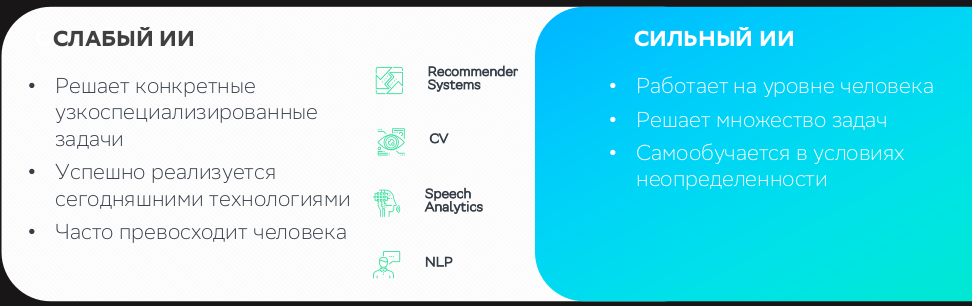 СЛАБЫЙ ИИ
• Решает конкретные
узкоспециализированные
задачи
• Успешно реализуется
сегодняшними технологиями
• Часто превосходит человека
Recommender
Systems
CV
Speech
Analytics
NLP
СИЛЬНЫЙ ИИ
• Работает на уровне человека
• Решает множество задач
• Самообучается в условиях
неопределенности